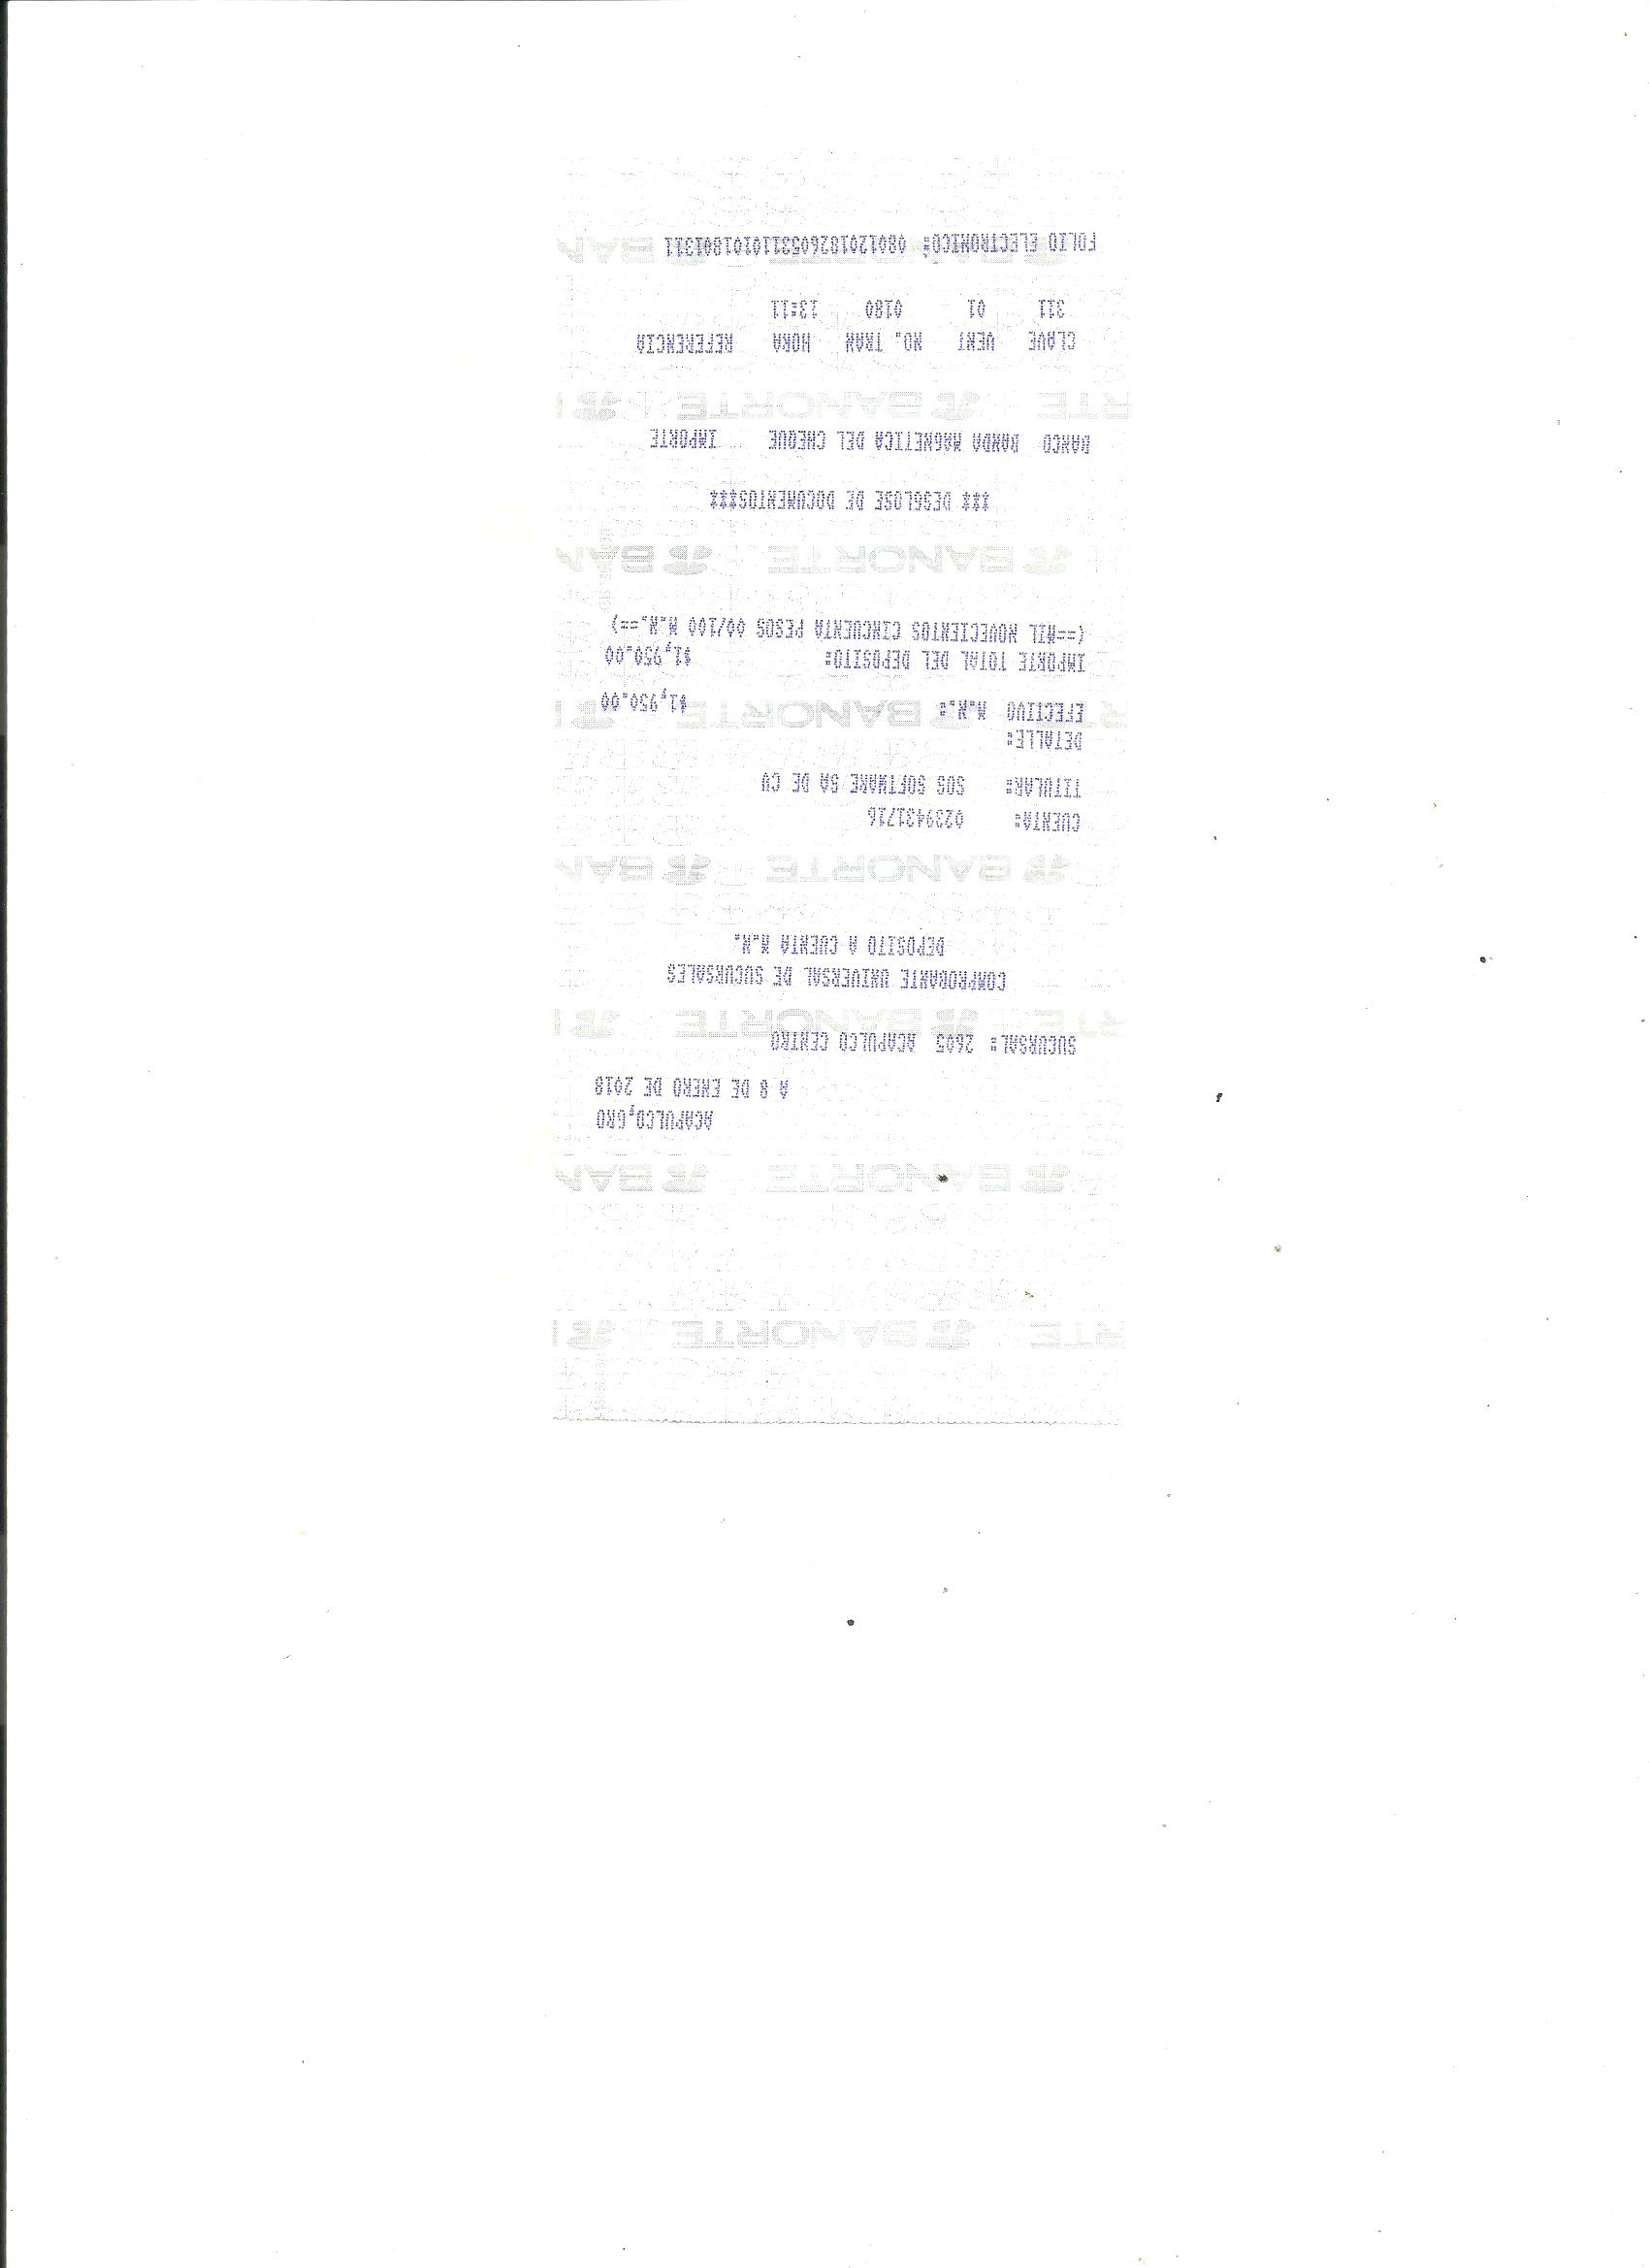 ACAPULCO,GRO
A 8 DE ENERO DE 2018
SUCURSAL: 2605 ACAPULCO CENTRO
COMPROBANTE UNIVERSAL DE SUCURSALES
DEPOSITO A CUENTA M.N.
CUENTA: 0239431716
TITULAR: SOS SOFTWARE SA DE CV
DETALLE:
EFECTIVO M.N.: $1,950.00
IMPORTE TOTAL DEL DEPOSITO: $1,950.00
(==MIL NOVECIENTOS CINCUENTA PESOS 00/100 M.N.==)
*** DESGLOSE DE DOCUMENTOS***
BANCO BANDA MAGNETICA DEL CHEQUE IMPORTE
CLAVE VENT NO. TRAN HORA REFERENCIA
311 01 0180 13:11
FOLIO ELECTRONICO: 0801201826053110101801311
BANORTE